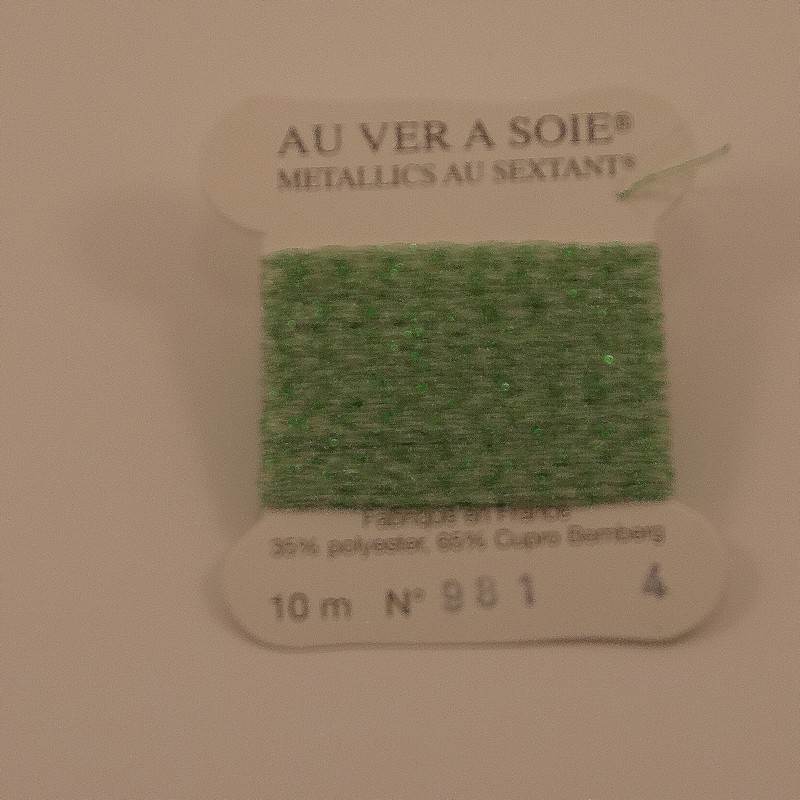 AU VER A SOIE®
METALLICS AU SEXTANT®
Fabriqué en France
35% polyester, 65% Cupro Bemberg
10 m N° 981 4